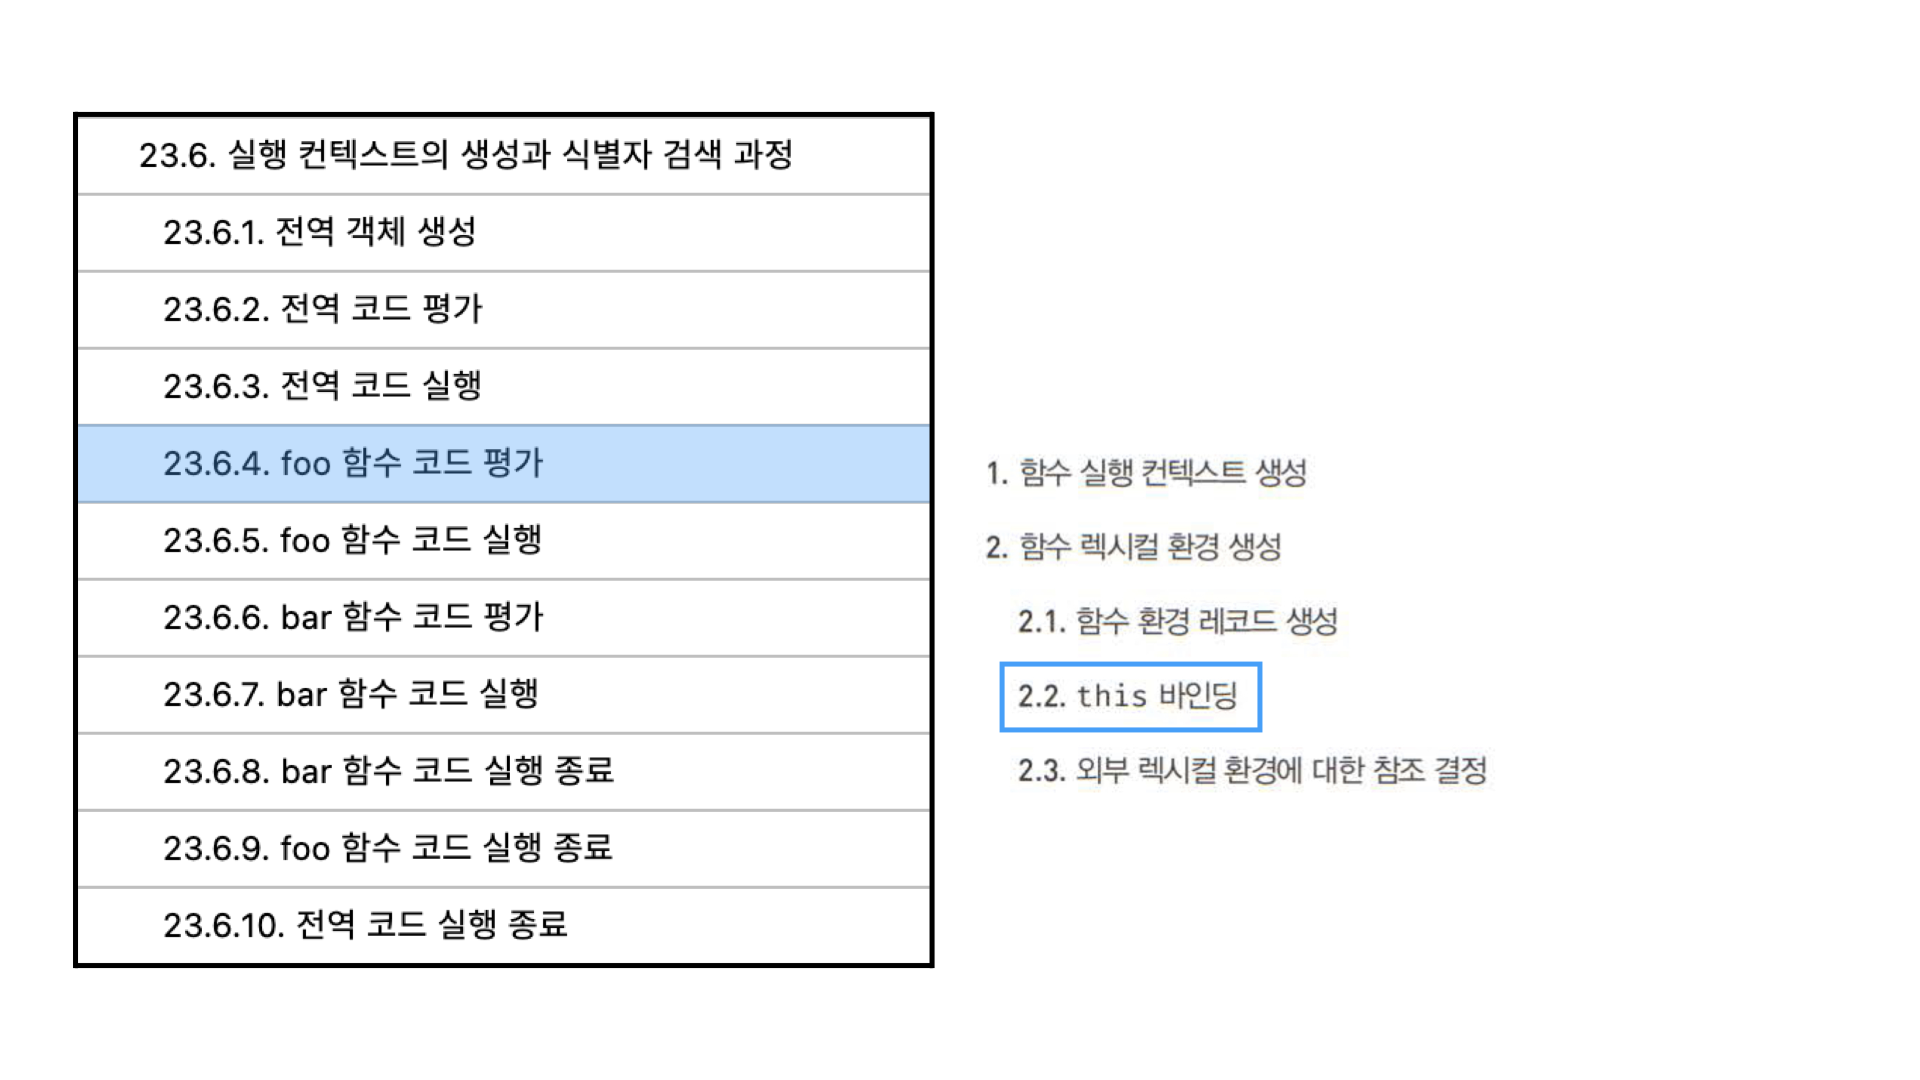 23.6. 실행 컨텍스트의 생성과 식별자 검색 과정
23.6.1. 전역 객체 생성
23.6.2. 전역 코드 평가
23.6.3. 전역 코드 실행
23.6.4. foo 함수 코드 평가
23.6.5. foo 함수 코드 실행
23.6.6. bar 함수 코드 평가
23.6.7. bar 함수 코드 실행
23.6.8. bar 함수 코드 실행 종료
23.6.9. foo 함수 코드 실행 종료
23.6.10. 전역 코드 실행 종료
1. 함수 실행 컨텍스트 생성
2. 함수 렉시컬 환경 생성
2.1. 함수 환경 레코드 생성
2.2. this 바인딩
2.3. 외부 렉시컬 환경에 대한 참조 결정